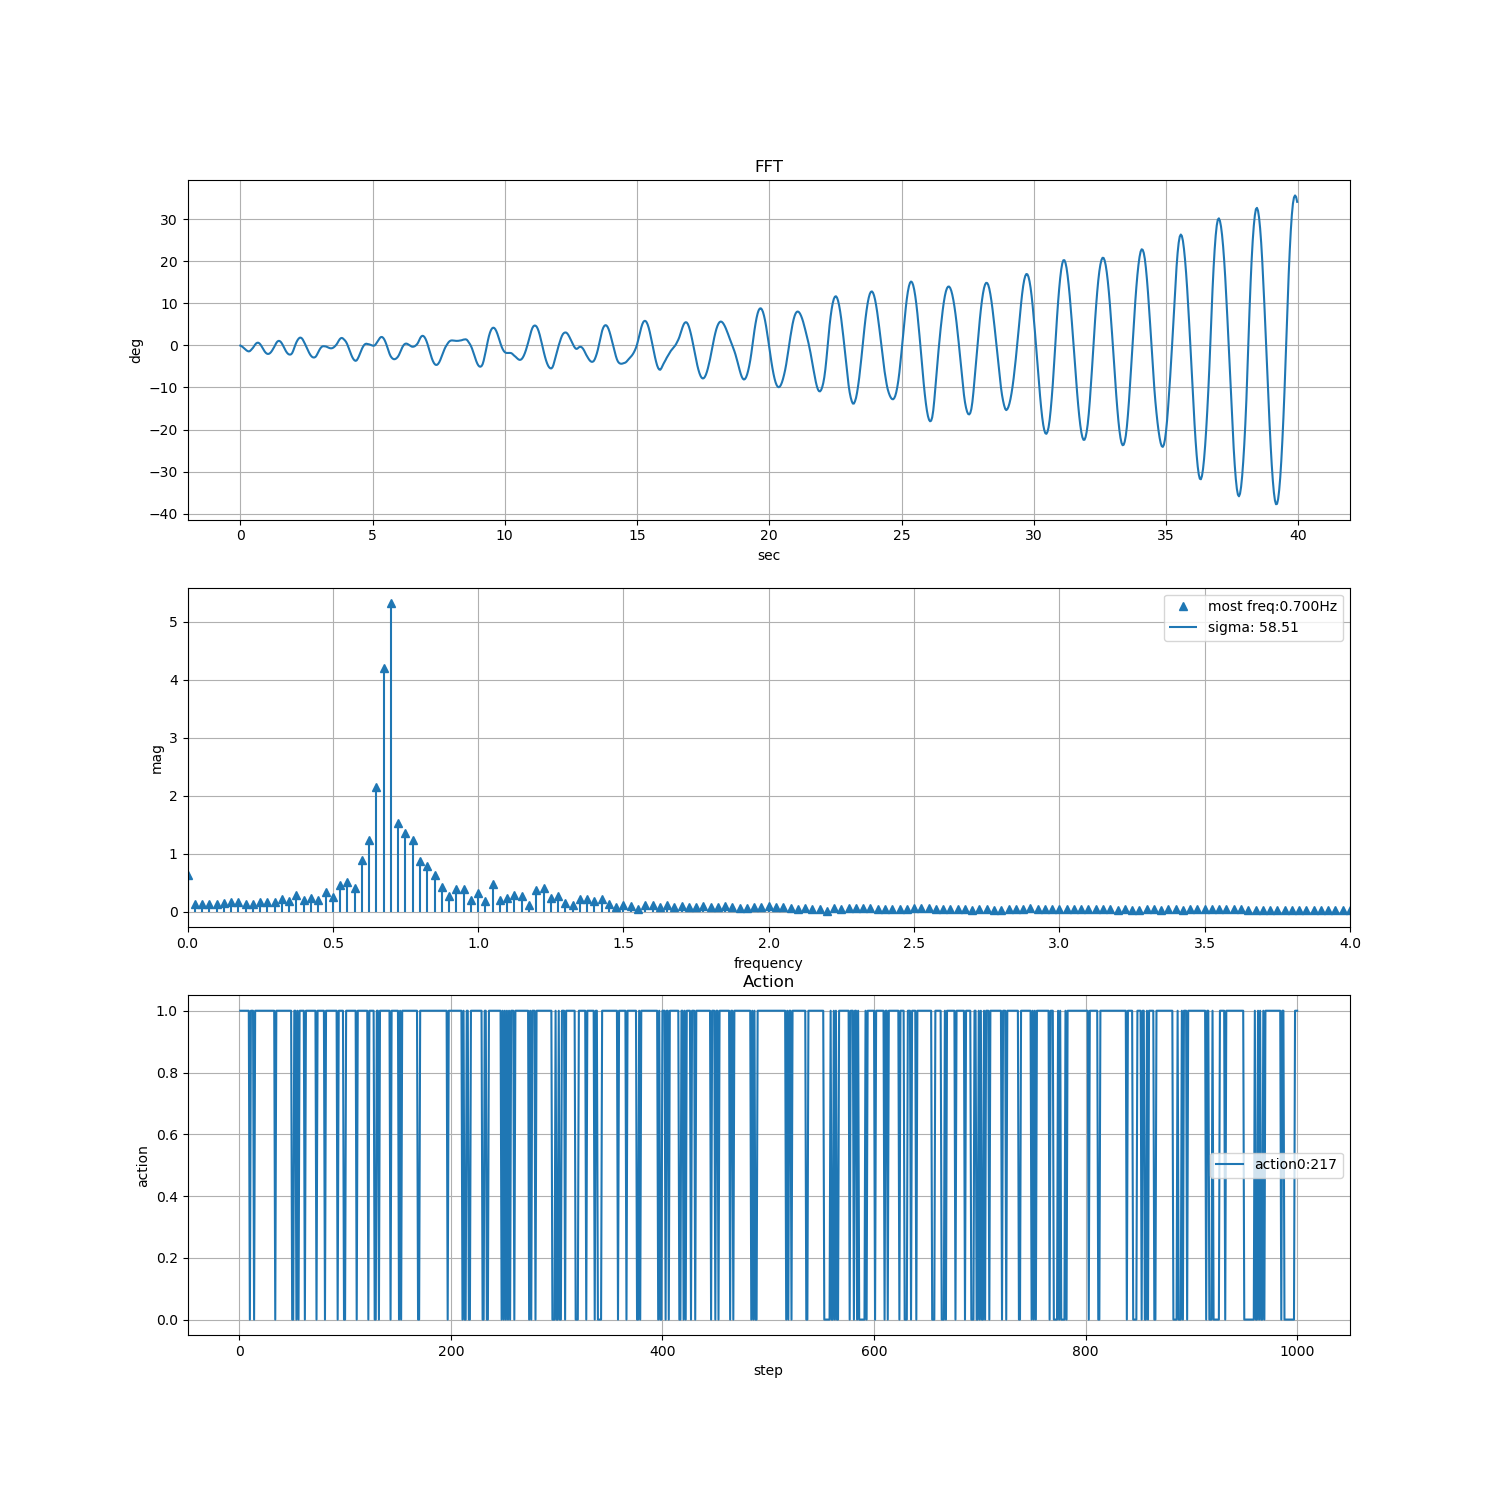 FFT
30
20
10
0
−10
−20
−30
−40
deg
0 5 10 15 20 25 30 35 40
sec
most freq:0.700Hz
sigma: 58.51
5
4
3
2
1
0
mag
0.0 0.5 1.0 1.5 2.0 2.5 3.0 3.5 4.0
frequency
Action
1.0
0.8
0.6
0.4
0.2
0.0
action
action0:217
0 200 400 600 800 1000
step